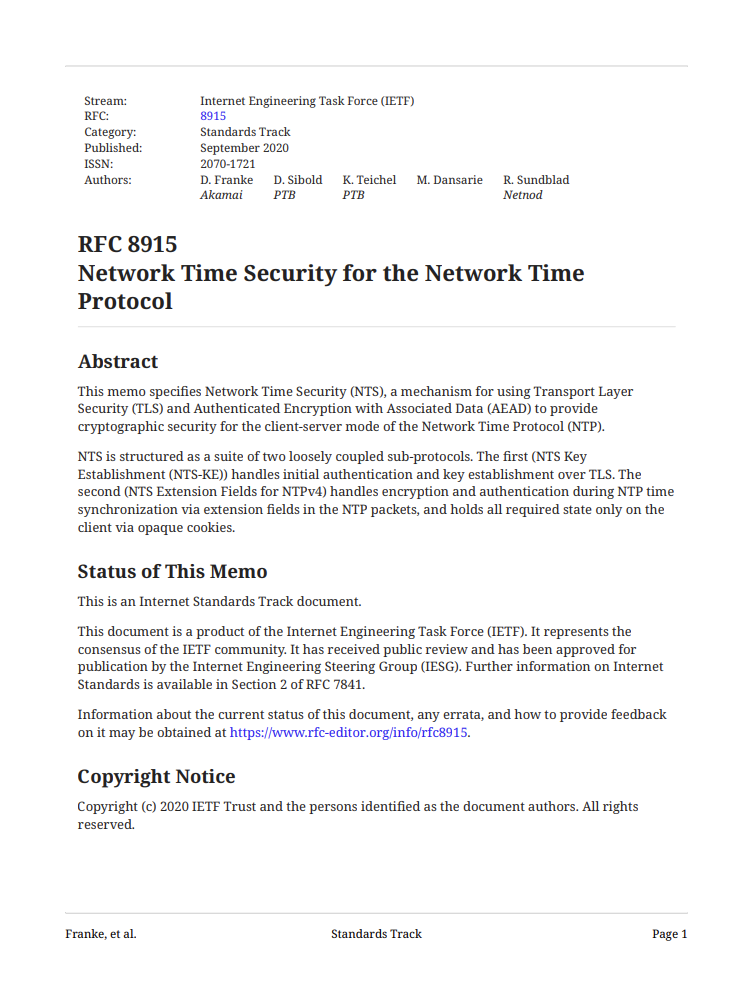 Stream: Internet Engineering Task Force (IETF)
RFC: 8915
Category: Standards Track
Published: September 2020
ISSN: 2070-1721
Authors: D. Franke D. Sibold K. Teichel M. Dansarie R. Sundblad
Akamai PTB PTB Netnod
RFC 8915
Network Time Security for the Network Time
Protocol
Abstract
This memo specifies Network Time Security (NTS), a mechanism for using Transport Layer
Security (TLS) and Authenticated Encryption with Associated Data (AEAD) to provide
cryptographic security for the client-server mode of the Network Time Protocol (NTP).
NTS is structured as a suite of two loosely coupled sub-protocols. The first (NTS Key
Establishment (NTS-KE)) handles initial authentication and key establishment over TLS. The
second (NTS Extension Fields for NTPv4) handles encryption and authentication during NTP time
synchronization via extension fields in the NTP packets, and holds all required state only on the
client via opaque cookies.
Status of This Memo
This is an Internet Standards Track document.
This document is a product of the Internet Engineering Task Force (IETF). It represents the
consensus of the IETF community. It has received public review and has been approved for
publication by the Internet Engineering Steering Group (IESG). Further information on Internet
Standards is available in Section 2 of RFC 7841.
Information about the current status of this document, any errata, and how to provide feedback
on it may be obtained at https://www.rfc-editor.org/info/rfc8915.
Copyright Notice
Copyright (c) 2020 IETF Trust and the persons identified as the document authors. All rights
reserved.
Franke, et al. Standards Track Page 1